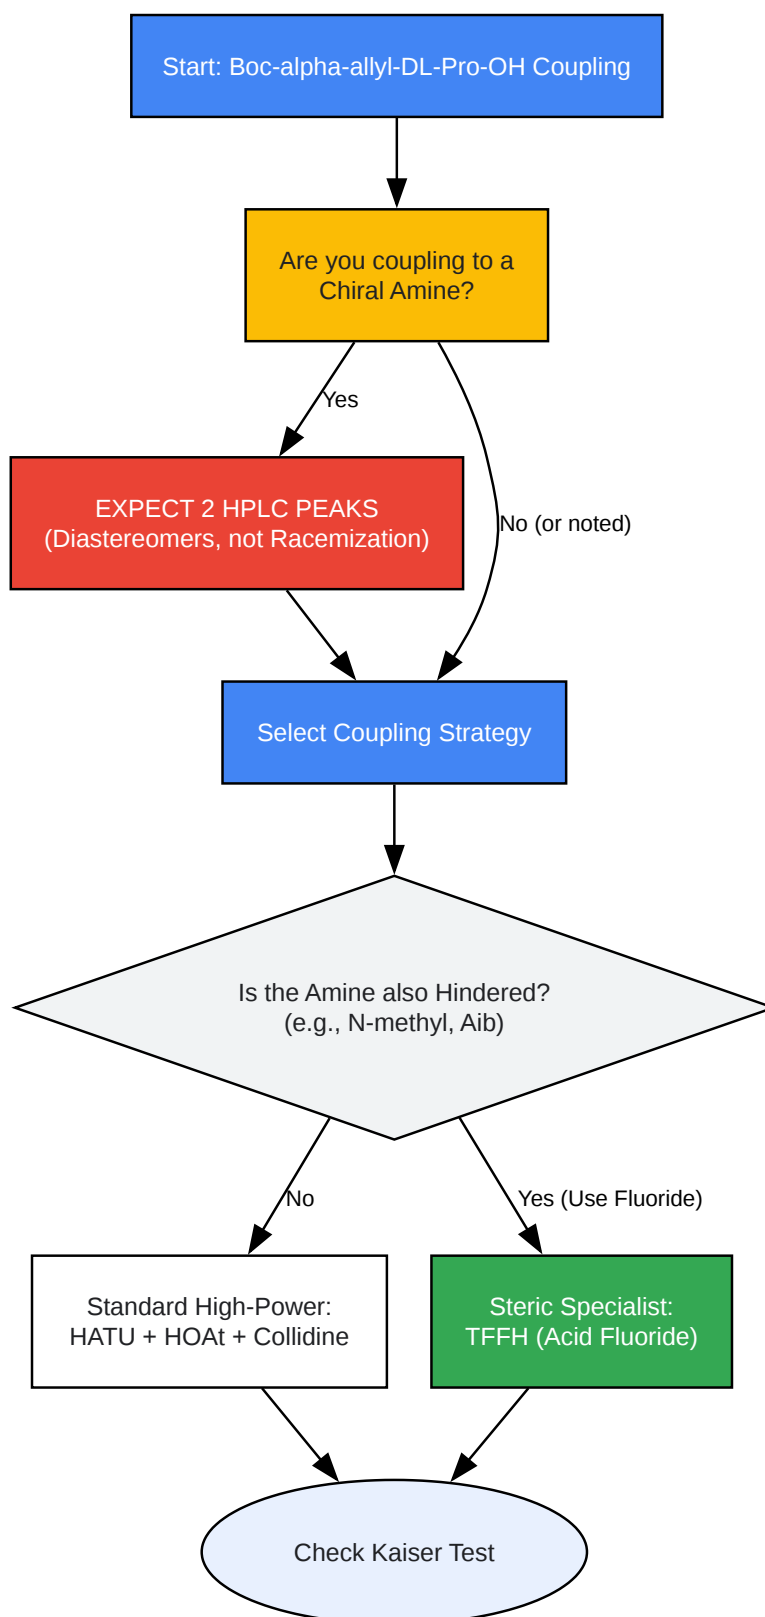 Start: Boc-alpha-allyl-DL-Pro-OH Coupling
Are you coupling to a
Chiral Amine?
Yes
EXPECT 2 HPLC PEAKS
(Diastereomers, not Racemization)
No (or noted)
Select Coupling Strategy
Is the Amine also Hindered?
(e.g., N-methyl, Aib)
No
Yes (Use Fluoride)
Standard High-Power:
HATU + HOAt + Collidine
Steric Specialist:
TFFH (Acid Fluoride)
Check Kaiser Test